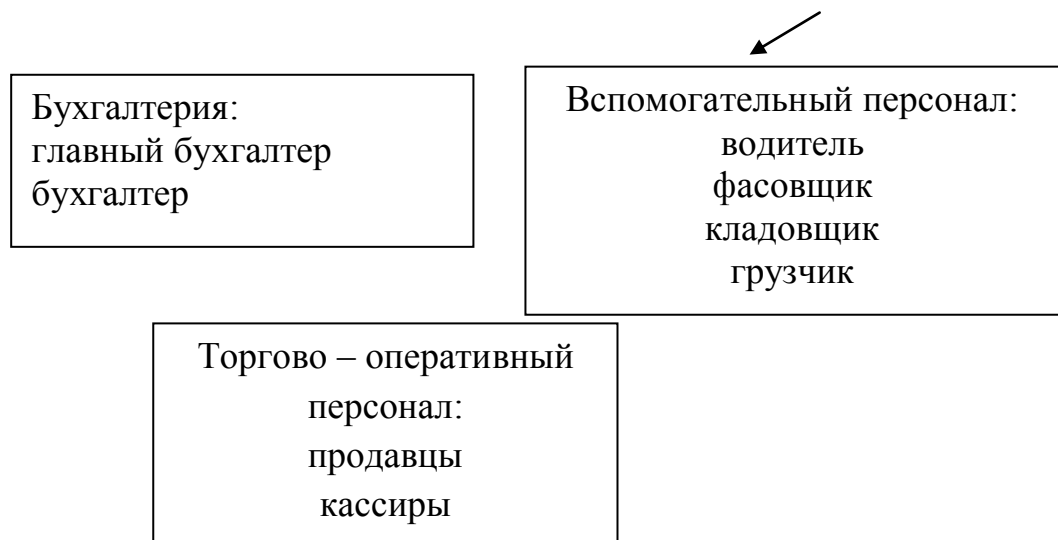 Бухгалтерия:
главный бухгалтер
бухгалтер
Вспомогательный персонал:
водитель
фасовщик
кладовщик
грузчик
Торгово – оперативный
персонал:
продавцы
кассиры